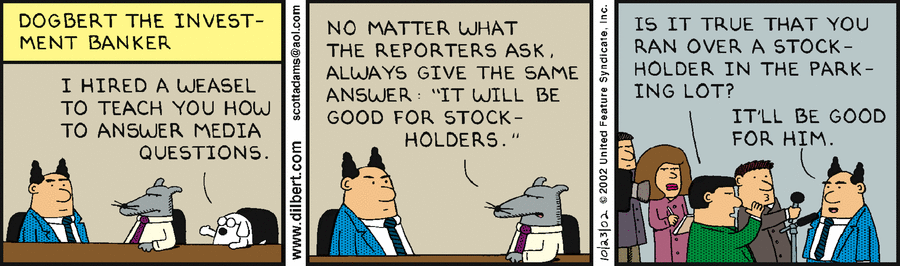 DOGBERT THE INVEST-
MENT BANKER
I HIRED A WEASEL
TO TEACH YOU HOW
TO ANSWER MEDIA
QUESTIONS.
scottadams@aol.com
www.dilbert.com
NO MATTER WHAT
THE REPORTERS ASK,
ALWAYS GIVE THE SAME
ANSWER: "IT WILL BE
GOOD FOR STOCK-
HOLDERS."
10/23/02 © 2002 United Feature Syndicate, Inc.
IS IT TRUE THAT YOU
RAN OVER A STOCK-
HOLDER IN THE PARK-
ING LOT?
IT'LL BE GOOD
FOR HIM.